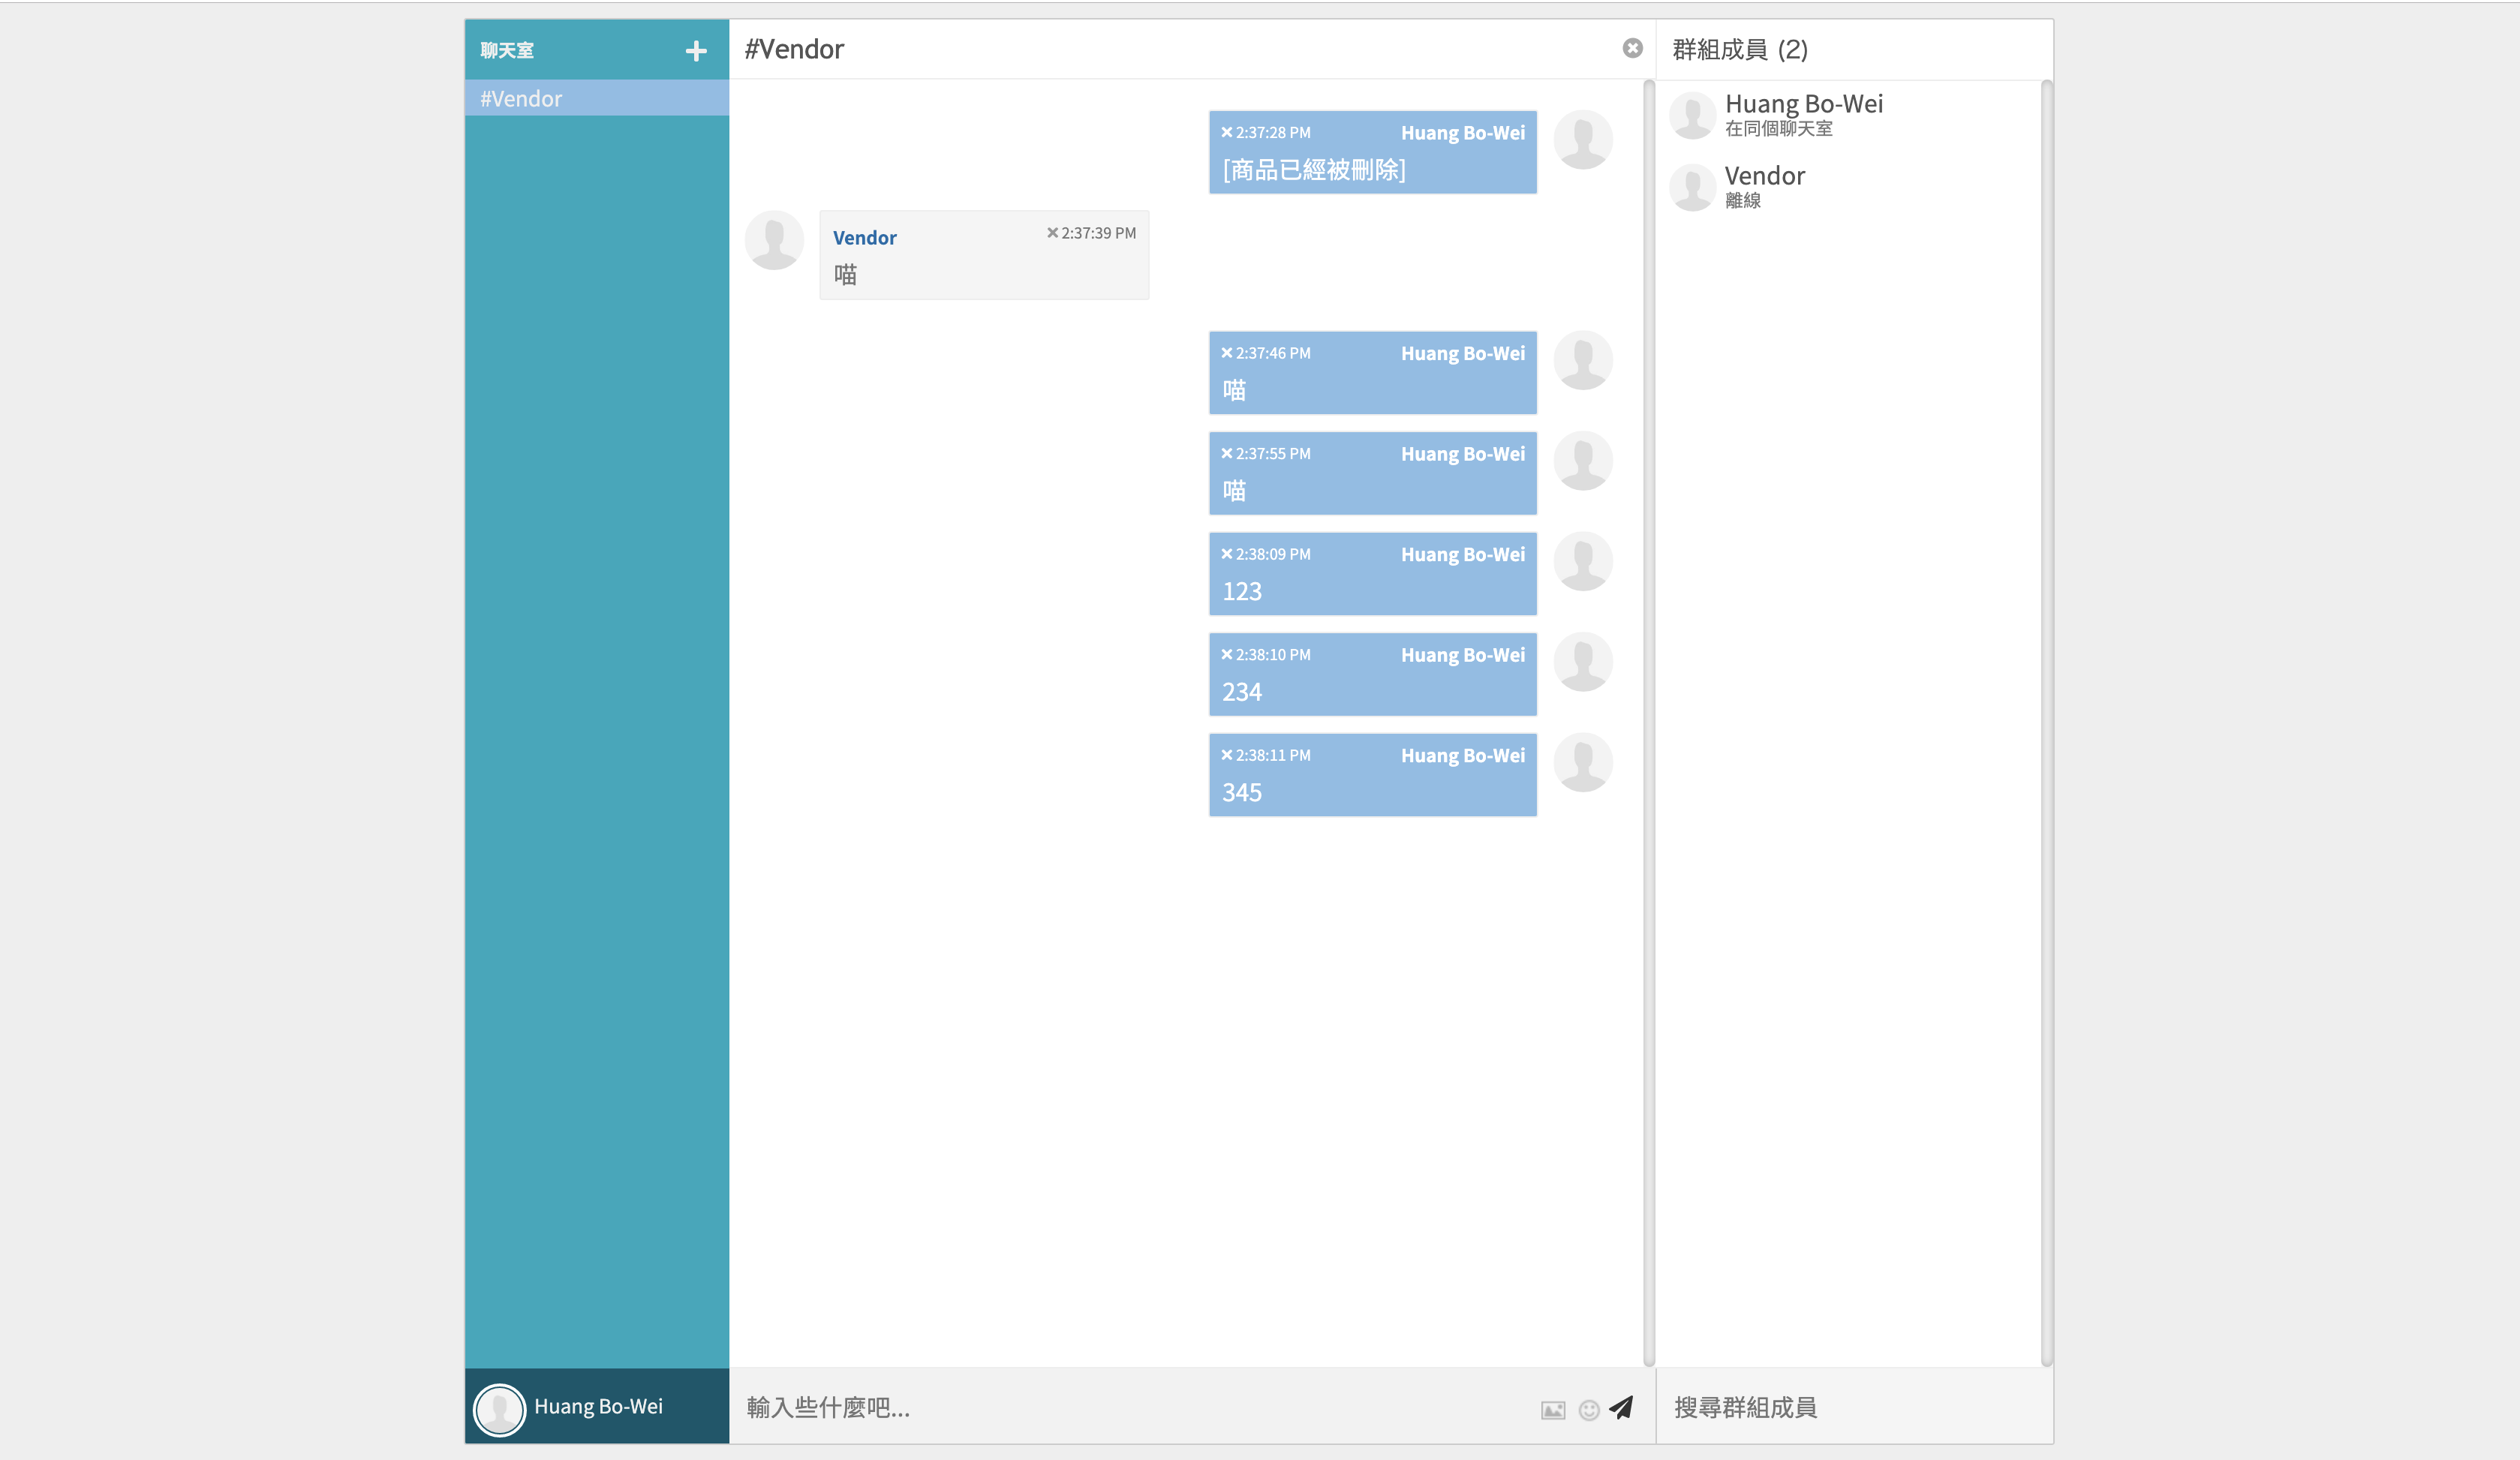 聊天室
#Vendor
Huang Bo-Wei
#Vendor
2:37:28 PM Huang Bo-Wei
[商品已經被刪除]
Vendor 2:37:39 PM
喵
2:37:46 PM Huang Bo-Wei
喵
2:37:55 PM Huang Bo-Wei
喵
2:38:09 PM Huang Bo-Wei
123
2:38:10 PM Huang Bo-Wei
234
2:38:11 PM Huang Bo-Wei
345
輸入些什麼吧...
群組成員 (2)
Huang Bo-Wei
在同個聊天室
Vendor
離線
搜尋群組成員